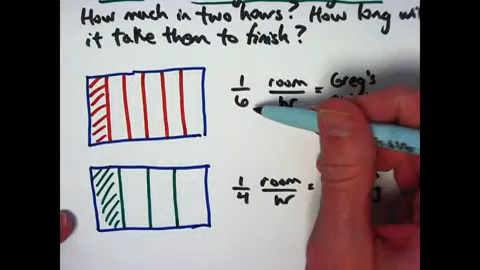 How much in two hours? How long
it take them to finish?
1/6 room/hr = Greg's
1/4 room/hr =